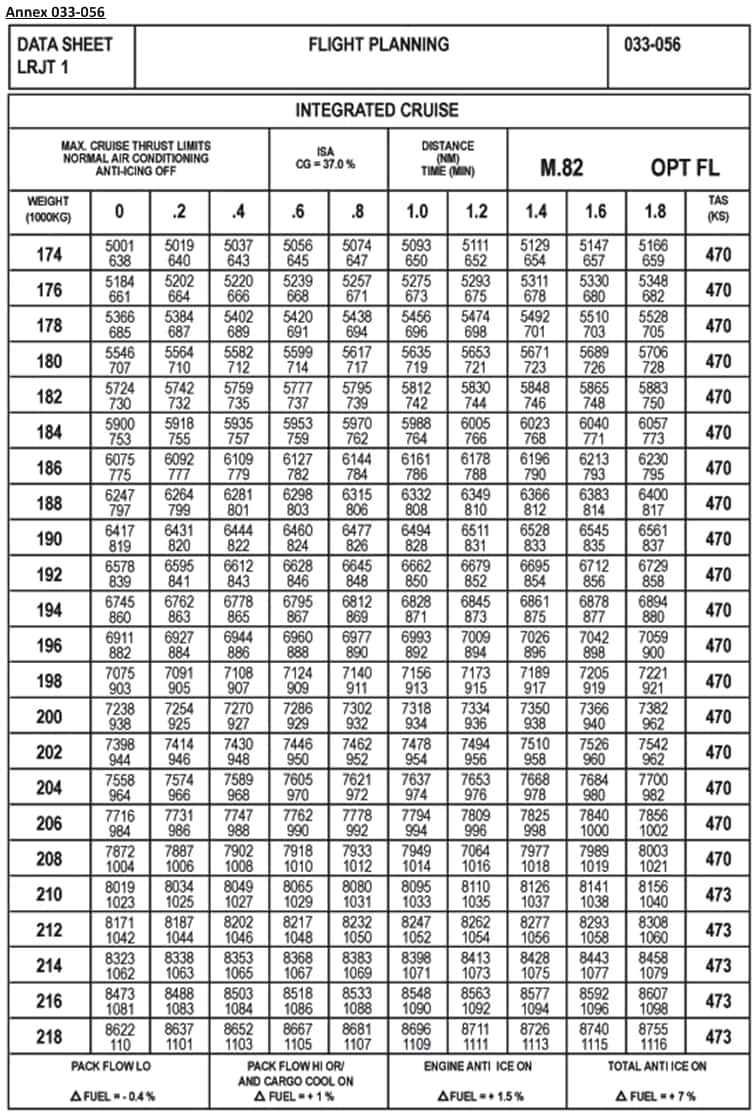 Annex 033-056
DATA SHEET
LRJT 1
FLIGHT PLANNING
033-056
INTEGRATED CRUISE
MAX. CRUISE THRUST LIMITS
NORMAL AIR CONDITIONING
ANTI-ICING OFF
ISA
CG = 37.0 %
DISTANCE
(NM)
TIME (MIN)
M.82 OPT FL
WEIGHT
(1000KG)
0 .2 .4 .6 .8 1.0 1.2 1.4 1.6 1.8
TAS
(KS)
174 5001 5019 5037 5056 5074 5093 5111 5129 5147 5166 470
638 640 643 645 647 650 652 654 657 659
176 5184 5202 5220 5239 5257 5275 5293 5311 5330 5348 470
661 664 666 668 671 673 675 678 680 682
178 5366 5384 5402 5420 5438 5456 5474 5492 5510 5528 470
685 687 689 691 694 696 698 701 703 705
180 5546 5564 5582 5599 5617 5635 5653 5671 5689 5706 470
707 710 712 714 717 719 721 723 726 728
182 5724 5742 5759 5777 5795 5812 5830 5848 5865 5883 470
730 732 735 737 739 742 744 746 748 750
184 5900 5918 5935 5953 5970 5988 6005 6023 6040 6057 470
753 755 757 759 762 764 766 768 771 773
186 6075 6092 6109 6127 6144 6161 6178 6196 6213 6230 470
775 777 779 782 784 786 788 790 793 795
188 6247 6264 6281 6298 6315 6332 6349 6366 6383 6400 470
797 799 801 803 806 808 810 812 814 817
190 6417 6431 6444 6460 6477 6494 6511 6528 6545 6561 470
819 820 822 824 826 828 831 833 835 837
192 6578 6595 6612 6628 6645 6662 6679 6695 6712 6729 470
839 841 843 846 848 850 852 854 856 858
194 6745 6762 6778 6795 6812 6828 6845 6861 6878 6894 470
860 863 865 867 869 871 873 875 877 880
196 6911 6927 6944 6960 6977 6993 7009 7026 7042 7059 470
882 884 886 888 890 892 894 896 898 900
198 7075 7091 7108 7124 7140 7156 7173 7189 7205 7221 470
903 905 907 909 911 913 915 917 919 921
200 7238 7254 7270 7286 7302 7318 7334 7350 7366 7382 470
938 925 927 929 932 934 936 938 940 962
202 7398 7414 7430 7446 7462 7478 7494 7510 7526 7542 470
944 946 948 950 952 954 956 958 960 962
204 7558 7574 7589 7605 7621 7637 7653 7668 7684 7700 470
964 966 968 970 972 974 976 978 980 982
206 7716 7731 7747 7762 7778 7794 7809 7825 7840 7856 470
984 986 988 990 992 994 996 998 1000 1002
208 7872 7887 7902 7918 7933 7949 7064 7977 7989 8003 470
1004 1006 1008 1010 1012 1014 1016 1018 1019 1021
210 8019 8034 8049 8065 8080 8095 8110 8126 8141 8156 473
1023 1025 1027 1029 1031 1033 1035 1037 1038 1040
212 8171 8187 8202 8217 8232 8247 8262 8277 8293 8308 473
1042 1044 1046 1048 1050 1052 1054 1056 1058 1060
214 8323 8338 8353 8368 8383 8398 8413 8428 8443 8458 473
1062 1063 1065 1067 1069 1071 1073 1075 1077 1079
216 8473 8488 8503 8518 8533 8548 8563 8577 8592 8607 473
1081 1083 1084 1086 1088 1090 1092 1094 1096 1098
218 8622 8637 8652 8667 8681 8696 8711 8726 8740 8755 473
110 1101 1103 1105 1107 1109 1111 1113 1115 1116
PACK FLOW LO
Δ FUEL = - 0.4 %
PACK FLOW HI OR/
AND CARGO COOL ON
Δ FUEL = + 1 %
ENGINE ANTI ICE ON
Δ FUEL = + 1.5 %
TOTAL ANTI ICE ON
Δ FUEL = + 7 %